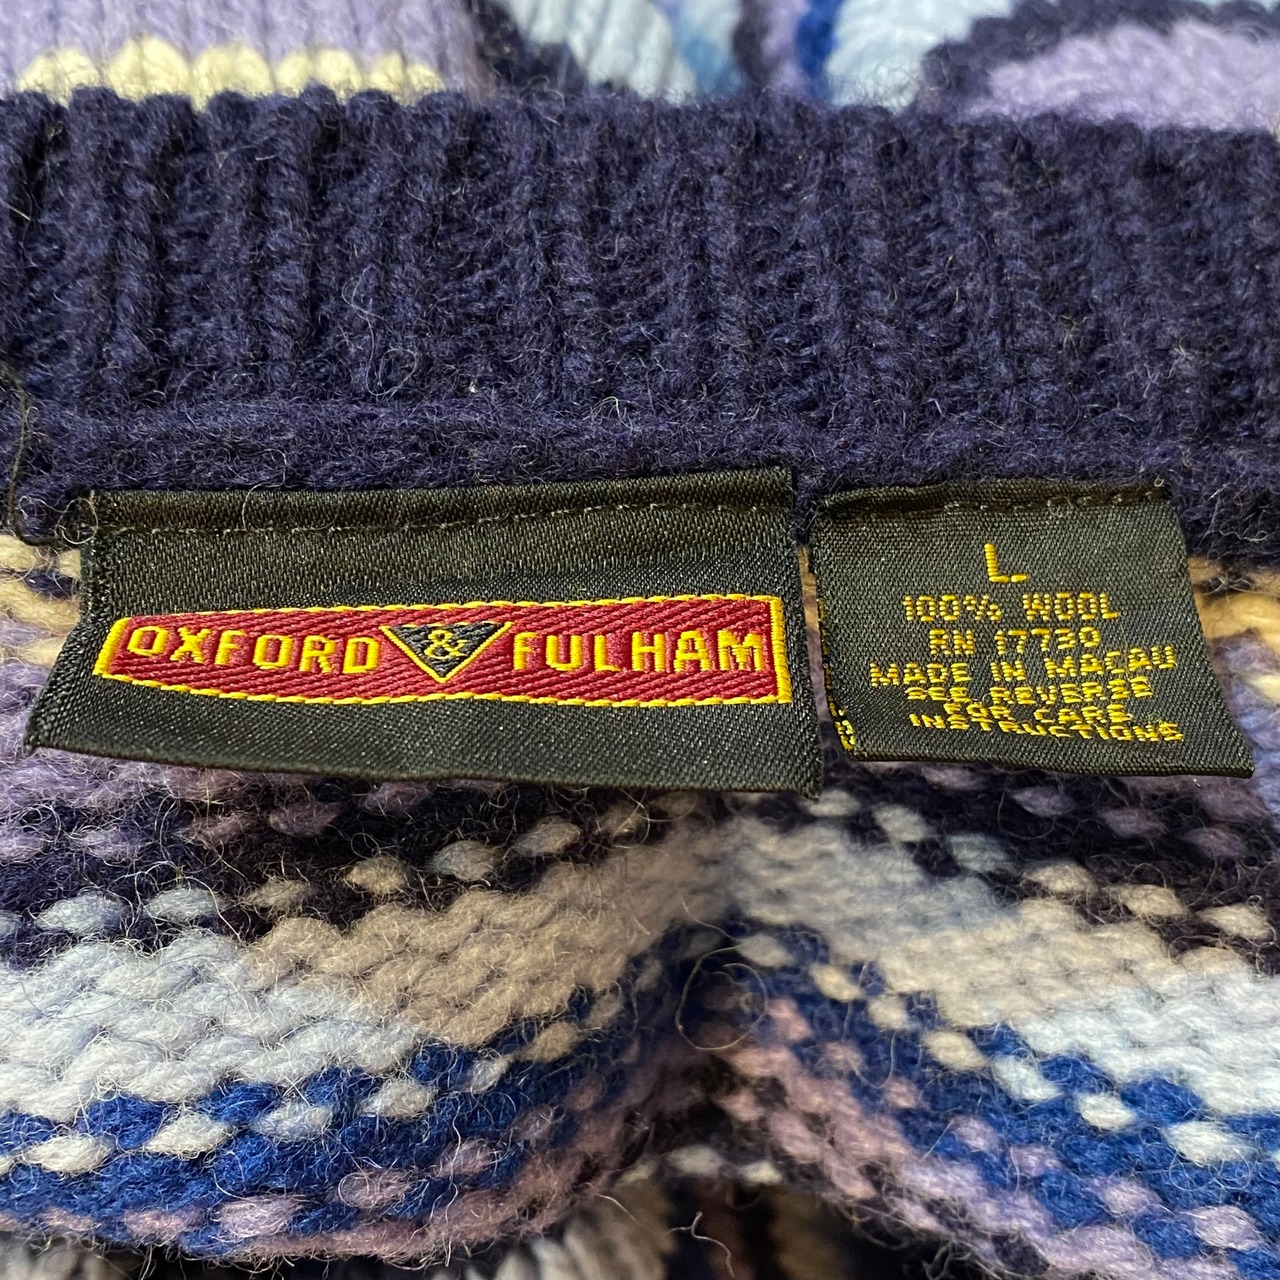 OXFORD & FULHAM
L
100% WOOL
RN 17730
MADE IN MACAU
SEE REVERSE
FOR CARE
INSTRUCTIONS